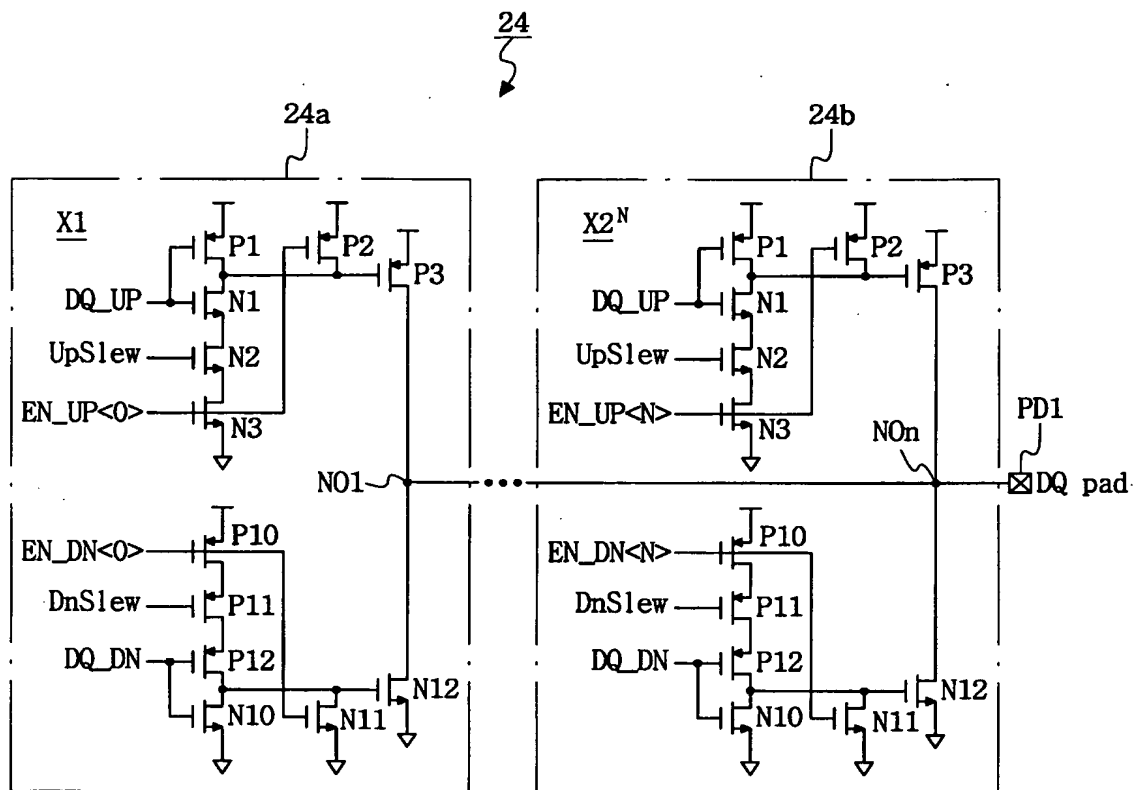 24
24a
24b
X1
P1
P2
P3
DQ_UP
N1
UpSlew
N2
EN_UP<0>
N3
NO1
EN_DN<0>
P10
DnSlew
P11
DQ_DN
P12
N10
N11
N12
X2^N
P1
P2
P3
DQ_UP
N1
UpSlew
N2
EN_UP<N>
N3
NOn
PD1
DQ pad
EN_DN<N>
P10
DnSlew
P11
DQ_DN
P12
N10
N11
N12